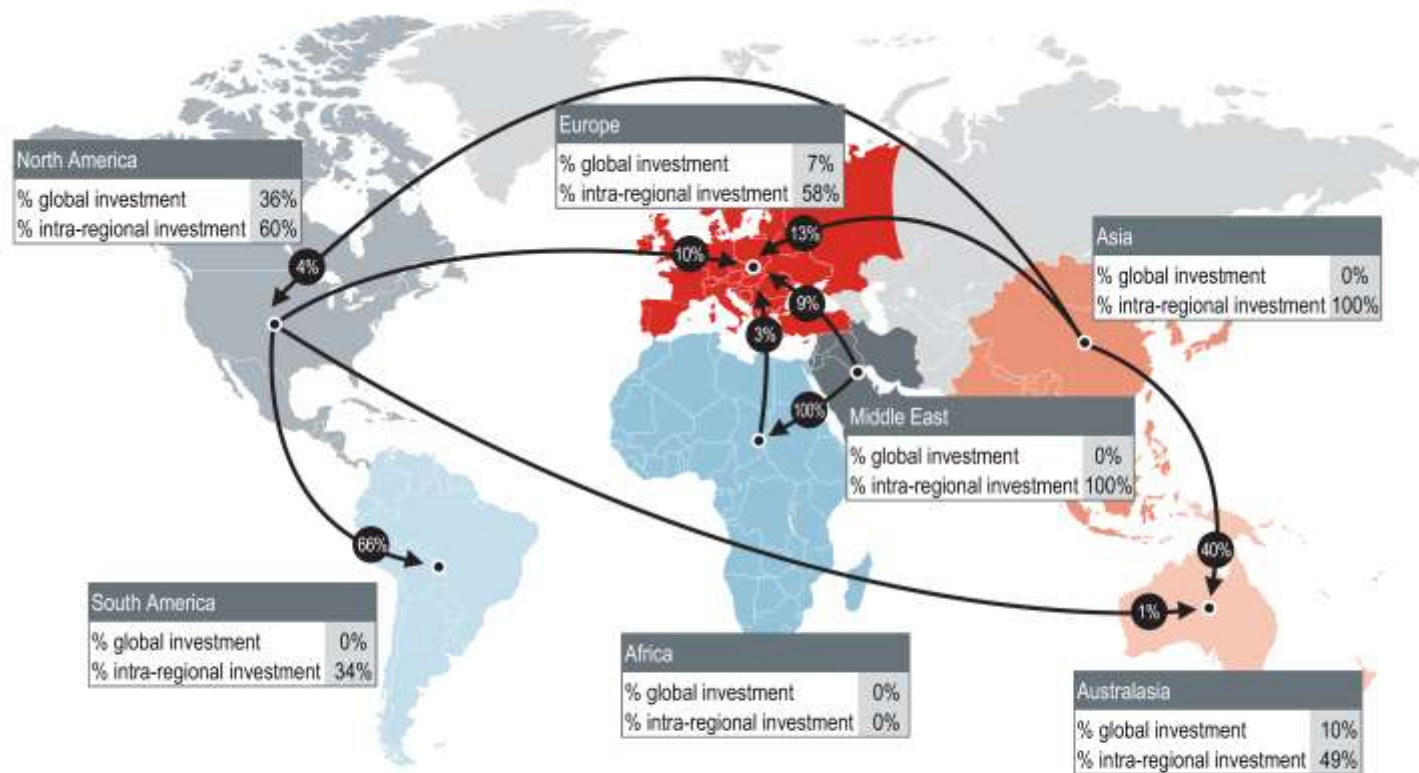 Europe
% global investment 7%
% intra-regional investment 58%
North America
% global investment 36%
% intra-regional investment 60%
Asia
% global investment 0%
% intra-regional investment 100%
4%
10%
13%
9%
3%
100%
Middle East
% global investment 0%
% intra-regional investment 100%
66%
40%
1%
South America
% global investment 0%
% intra-regional investment 34%
Africa
% global investment 0%
% intra-regional investment 0%
Australasia
% global investment 10%
% intra-regional investment 49%